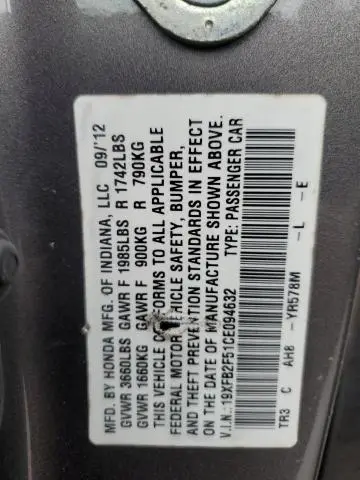 MFD. BY HONDA MFG. OF INDIANA, LLC 09/'12
GVWR 3660LBS GAWR F 1985LBS R 1742LBS
GVWR 1660KG GAWR F 900KG R 790KG
THIS VEHICLE CONFORMS TO ALL APPLICABLE
FEDERAL MOTOR VEHICLE SAFETY, BUMPER,
AND THEFT PREVENTION STANDARDS IN EFFECT
ON THE DATE OF MANUFACTURE SHOWN ABOVE.
V.I.N.:19XFB2F51CE094632 TYPE: PASSENGER CAR
TR3 C AH8 -YR578M -L -E